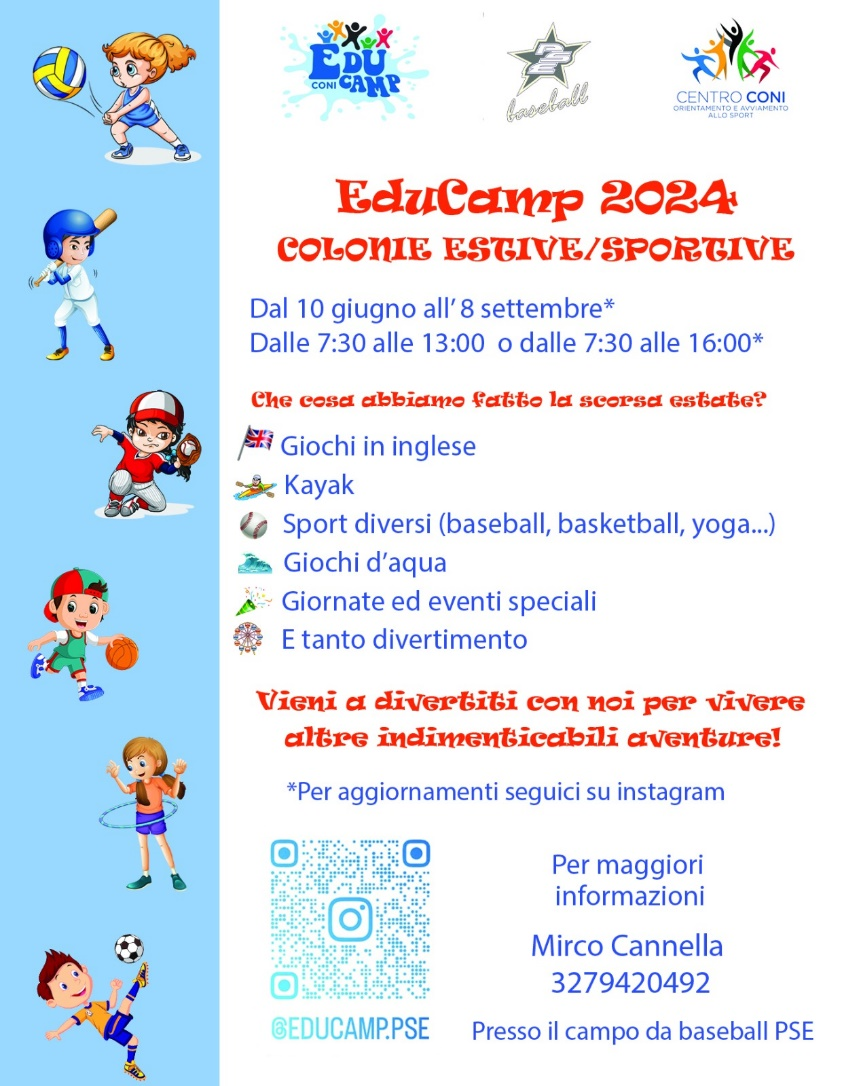 EDU
CONI CAMP
2
baseball
CENTRO CONI
ORIENTAMENTO E AVVIAMENTO
ALLO SPORT
EduCamp 2024
COLONIE ESTIVE/SPORTIVE
Dal 10 giugno all' 8 settembre*
Dalle 7:30 alle 13:00 o dalle 7:30 alle 16:00*
Che cosa abbiamo fatto la scorsa estate?
Giochi in inglese
Kayak
Sport diversi (baseball, basketball, yoga...)
Giochi d'aqua
Giornate ed eventi speciali
E tanto divertimento
Vieni a divertiti con noi per vivere
altre indimenticabili aventure!
*Per aggiornamenti seguici su instagram
@EDUCAMP.PSE
Per maggiori
informazioni
Mirco Cannella
3279420492
Presso il campo da baseball PSE